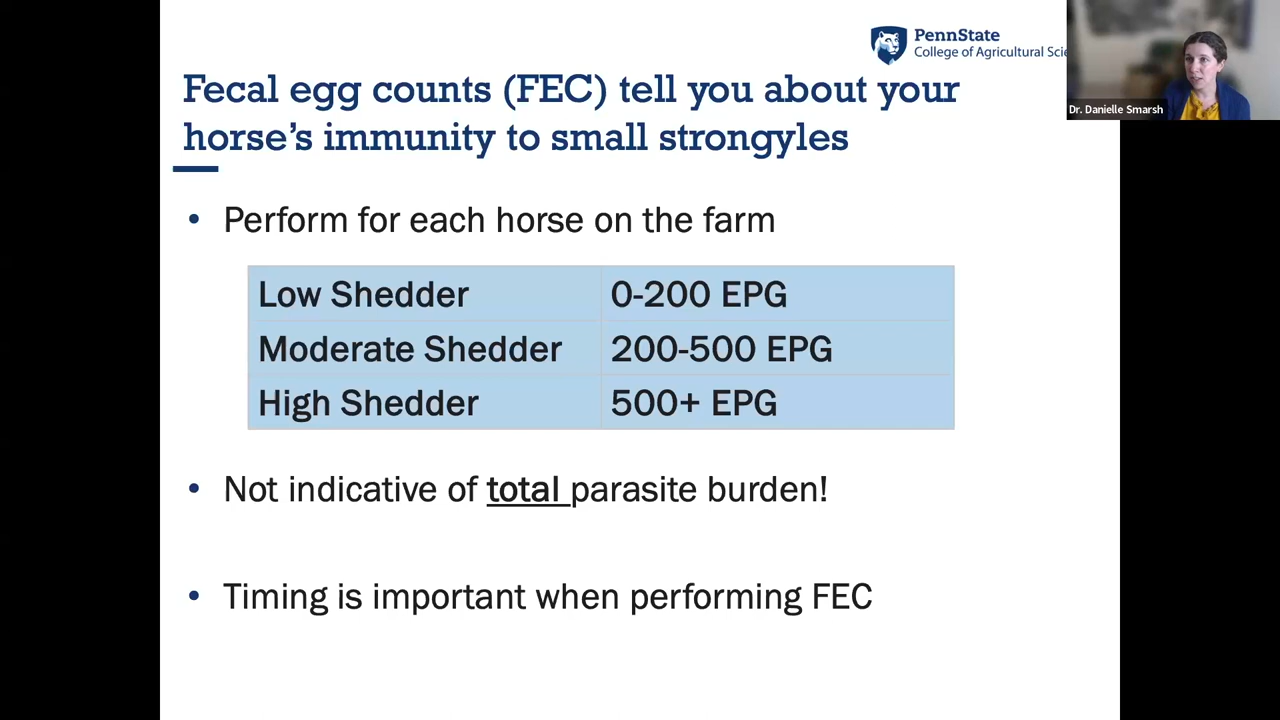 PennState
College of Agricultural Scie
Dr. Danielle Smarsh
Fecal egg counts (FEC) tell you about your
horse's immunity to small strongyles
• Perform for each horse on the farm
Low Shedder 0-200 EPG
Moderate Shedder 200-500 EPG
High Shedder 500+ EPG
• Not indicative of total parasite burden!
• Timing is important when performing FEC